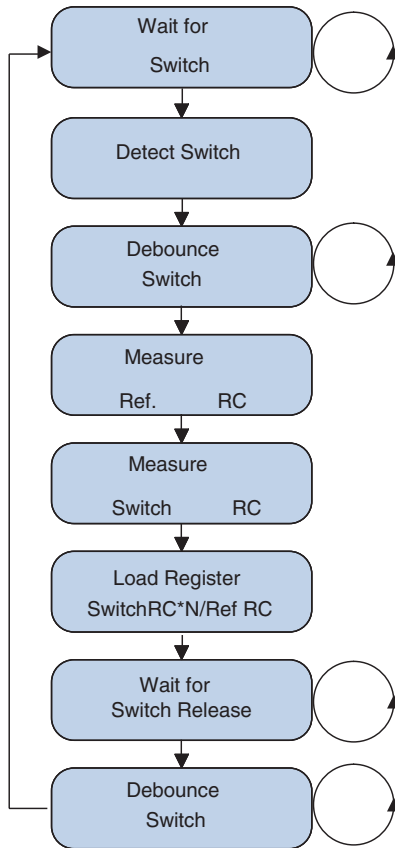 Wait for
Switch
Detect Switch
Debounce
Switch
Measure
Ref. RC
Measure
Switch RC
Load Register
SwitchRC*N/Ref RC
Wait for
Switch Release
Debounce
Switch